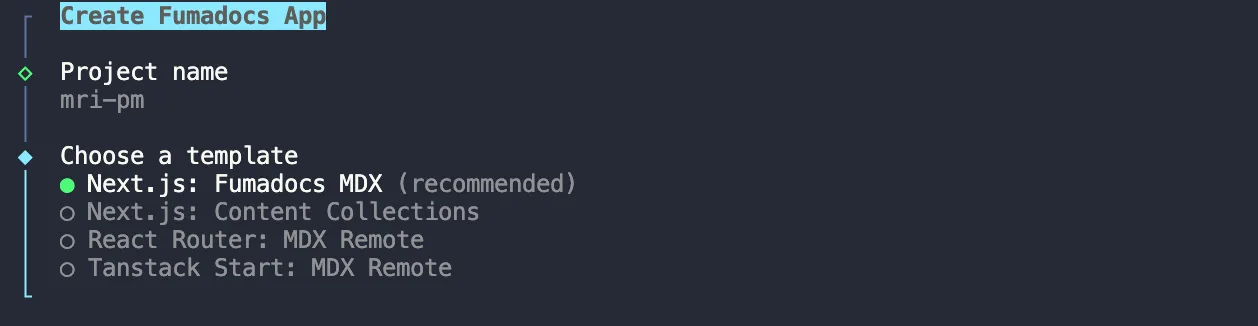 Create Fumadocs App
Project name
mri-pm
Choose a template
Next.js: Fumadocs MDX (recommended)
Next.js: Content Collections
React Router: MDX Remote
Tanstack Start: MDX Remote